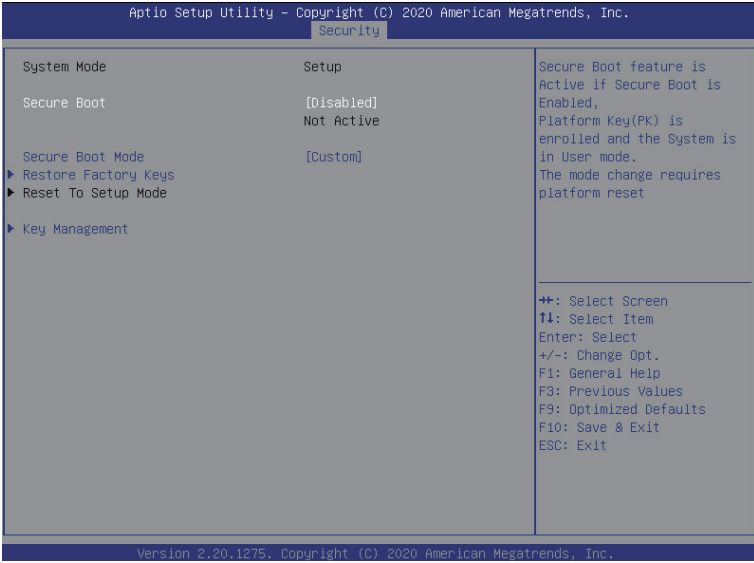 Aptio Setup Utility – Copyright (C) 2020 American Megatrends, Inc.
Security
System Mode Setup
Secure Boot [Disabled]
Not Active
Secure Boot Mode [Custom]
Restore Factory Keys
Reset To Setup Mode
Key Management
Secure Boot feature is
Active if Secure Boot is
Enabled,
Platform Key(PK) is
enrolled and the System is
in User mode.
The mode change requires
platform reset
→←: Select Screen
↑↓: Select Item
Enter: Select
+/-: Change Opt.
F1: General Help
F3: Previous Values
F9: Optimized Defaults
F10: Save & Exit
ESC: Exit
Version 2.20.1275. Copyright (C) 2020 American Megatrends, Inc.